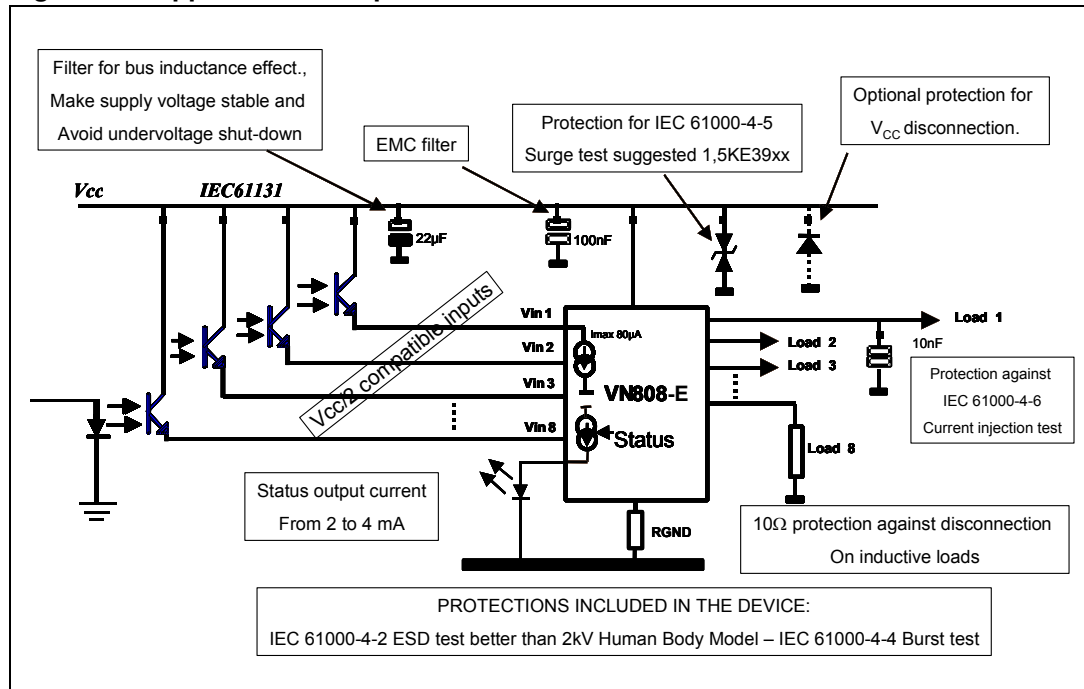 Filter for bus inductance effect.,
Make supply voltage stable and
Avoid undervoltage shut-down
EMC filter
Protection for IEC 61000-4-5
Surge test suggested 1,5KE39xx
Optional protection for
VCC disconnection.
Vcc
IEC61131
22µF
100nF
Vcc/2 compatible inputs
Vin 1
Vin 2
Vin 3
Vin 8
Imax 80µA
VN808-E
Status
Load 1
10nF
Load 2
Load 3
Load 8
Protection against
IEC 61000-4-6
Current injection test
Status output current
From 2 to 4 mA
RGND
10Ω protection against disconnection
On inductive loads
PROTECTIONS INCLUDED IN THE DEVICE:
IEC 61000-4-2 ESD test better than 2kV Human Body Model – IEC 61000-4-4 Burst test